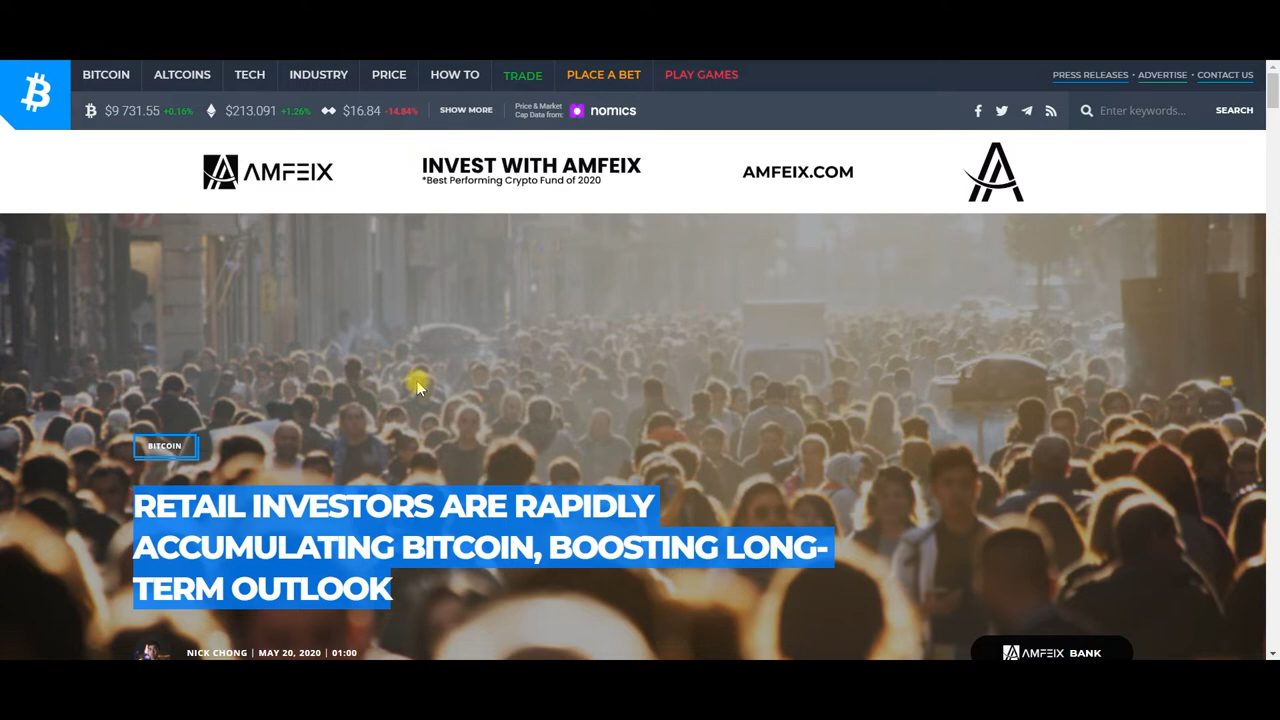 BITCOIN ALTCOINS TECH INDUSTRY PRICE HOW TO TRADE PLACE A BET PLAY GAMES PRESS RELEASES • ADVERTISE • CONTACT US
$9 731.55 +0.16% $213.091 +1.26% $16.84 -14.84% SHOW MORE Price & Market Cap Data from: nomics Enter keywords... SEARCH
AMFEIX INVEST WITH AMFEIX AMFEIX.COM
*Best Performing Crypto Fund of 2020
BITCOIN
RETAIL INVESTORS ARE RAPIDLY
ACCUMULATING BITCOIN, BOOSTING LONG-
TERM OUTLOOK
NICK CHONG | MAY 20, 2020 | 01:00 AMFEIX BANK